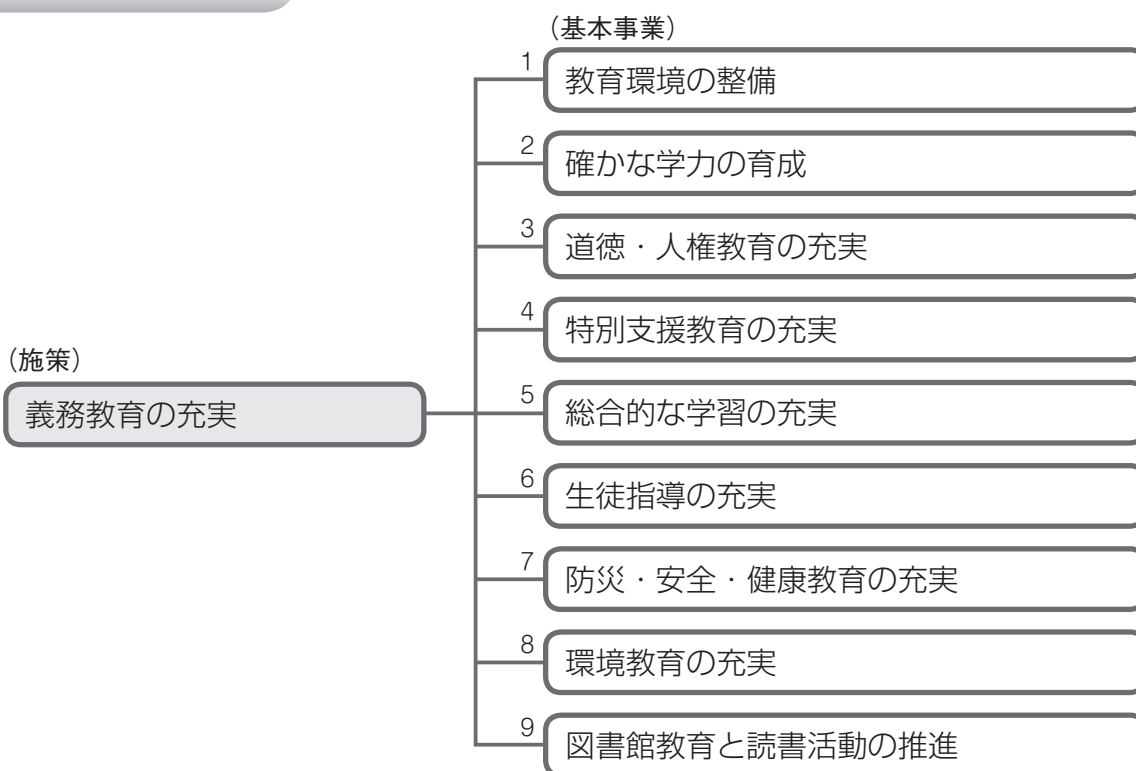 （基本事業）
1
教育環境の整備
2
確かな学力の育成
3
道徳・人権教育の充実
4
特別支援教育の充実
（施策）
義務教育の充実
5
総合的な学習の充実
6
生徒指導の充実
7
防災・安全・健康教育の充実
8
環境教育の充実
9
図書館教育と読書活動の推進